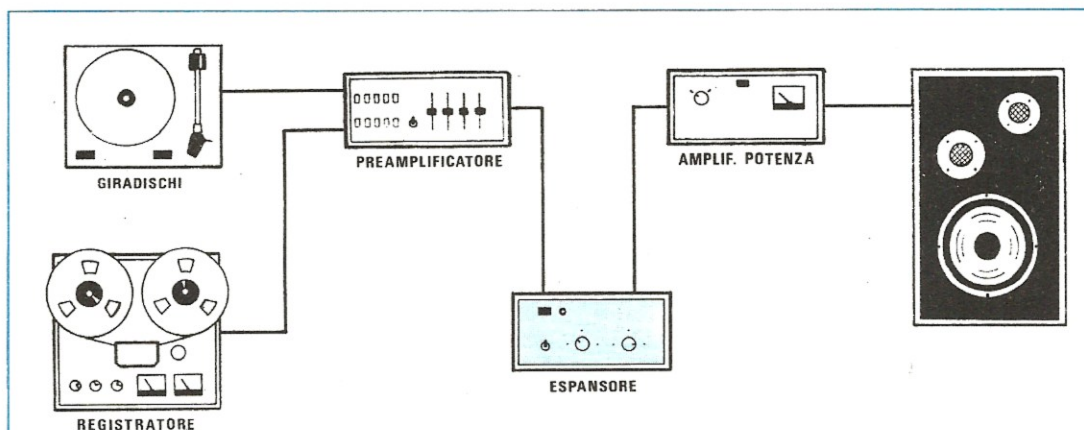 GIRADISCHI
PREAMPLIFICATORE
AMPLIF. POTENZA
ESPANSORE
REGISTRATORE